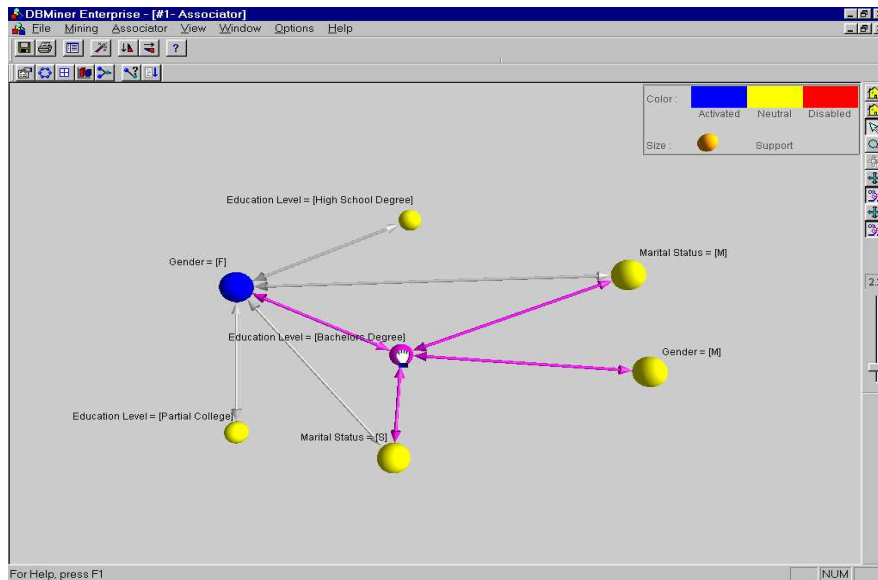 DBMiner Enterprise - [#1- Associator]
File Mining Associator View Window Options Help
Color :
Activated Neutral Disabled
Size : Support
Education Level = [High School Degree]
Marital Status = [M]
Gender = [F]
Education Level = [Bachelors Degree]
Gender = [M]
Education Level = [Partial College]
Marital Status = [S]
For Help, press F1
NUM